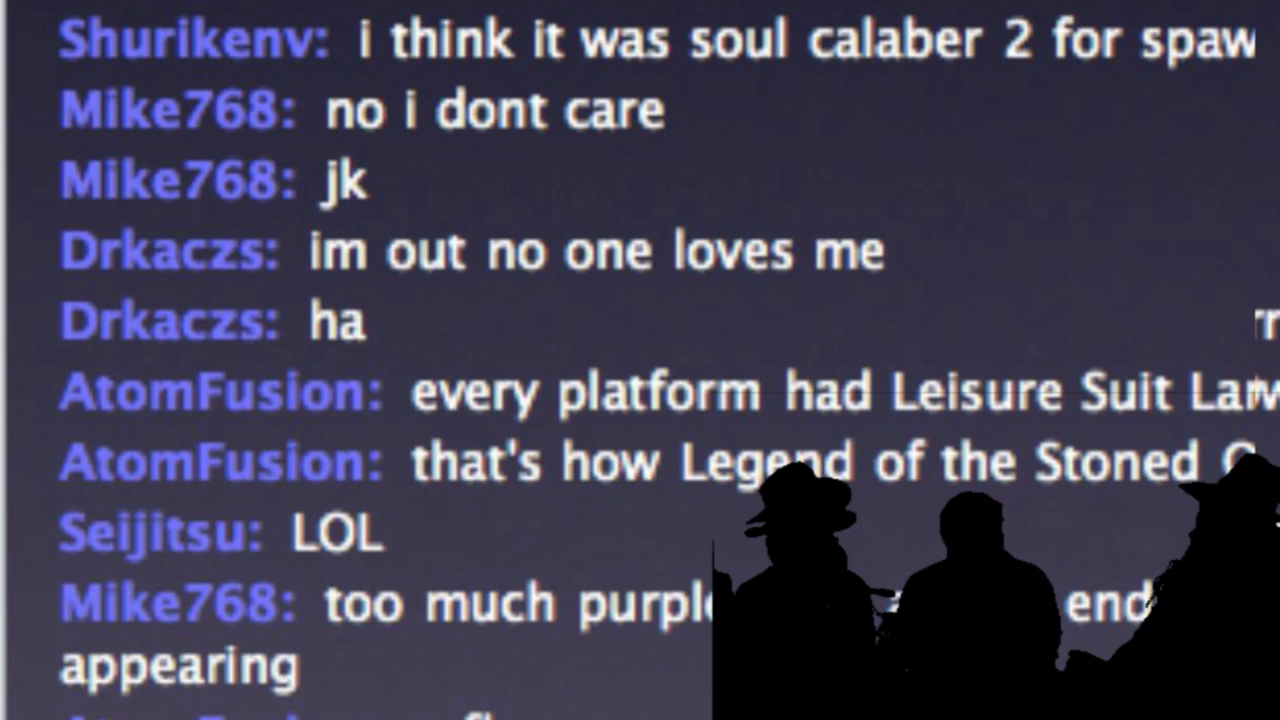 Shurikenv: i think it was soul calaber 2 for spaw
Mike768: no i dont care
Mike768: jk
Drkaczs: im out no one loves me
Drkaczs: ha
AtomFusion: every platform had Leisure Suit
AtomFusion: that's how Legend of the Stoned
Seijitsu: LOL
Mike768: too much end
appearing